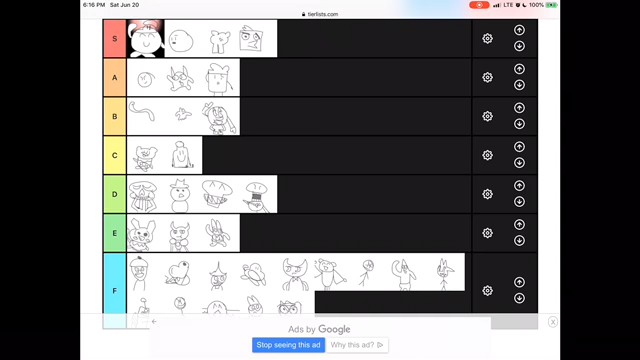 6:16 PM Sat Jun 20
LTE 100%
tierlists.com
S
A
B
C
D
E
F
Ads by Google
Stop seeing this ad
Why this ad?